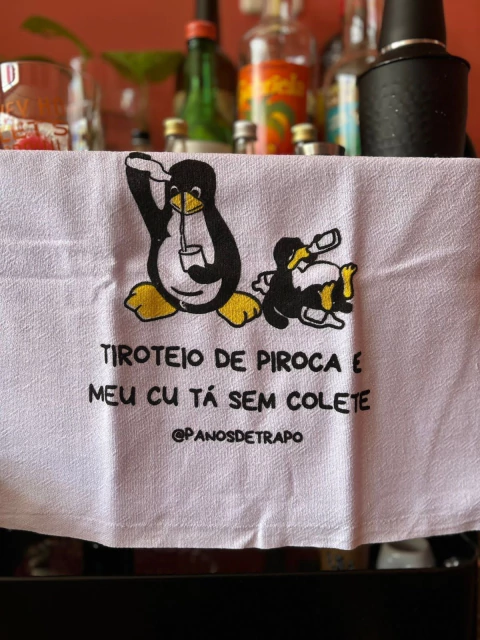 TIROTEIO DE PIROCA E
MEU CU TÁ SEM COLETE
@PANOSDETRAPO